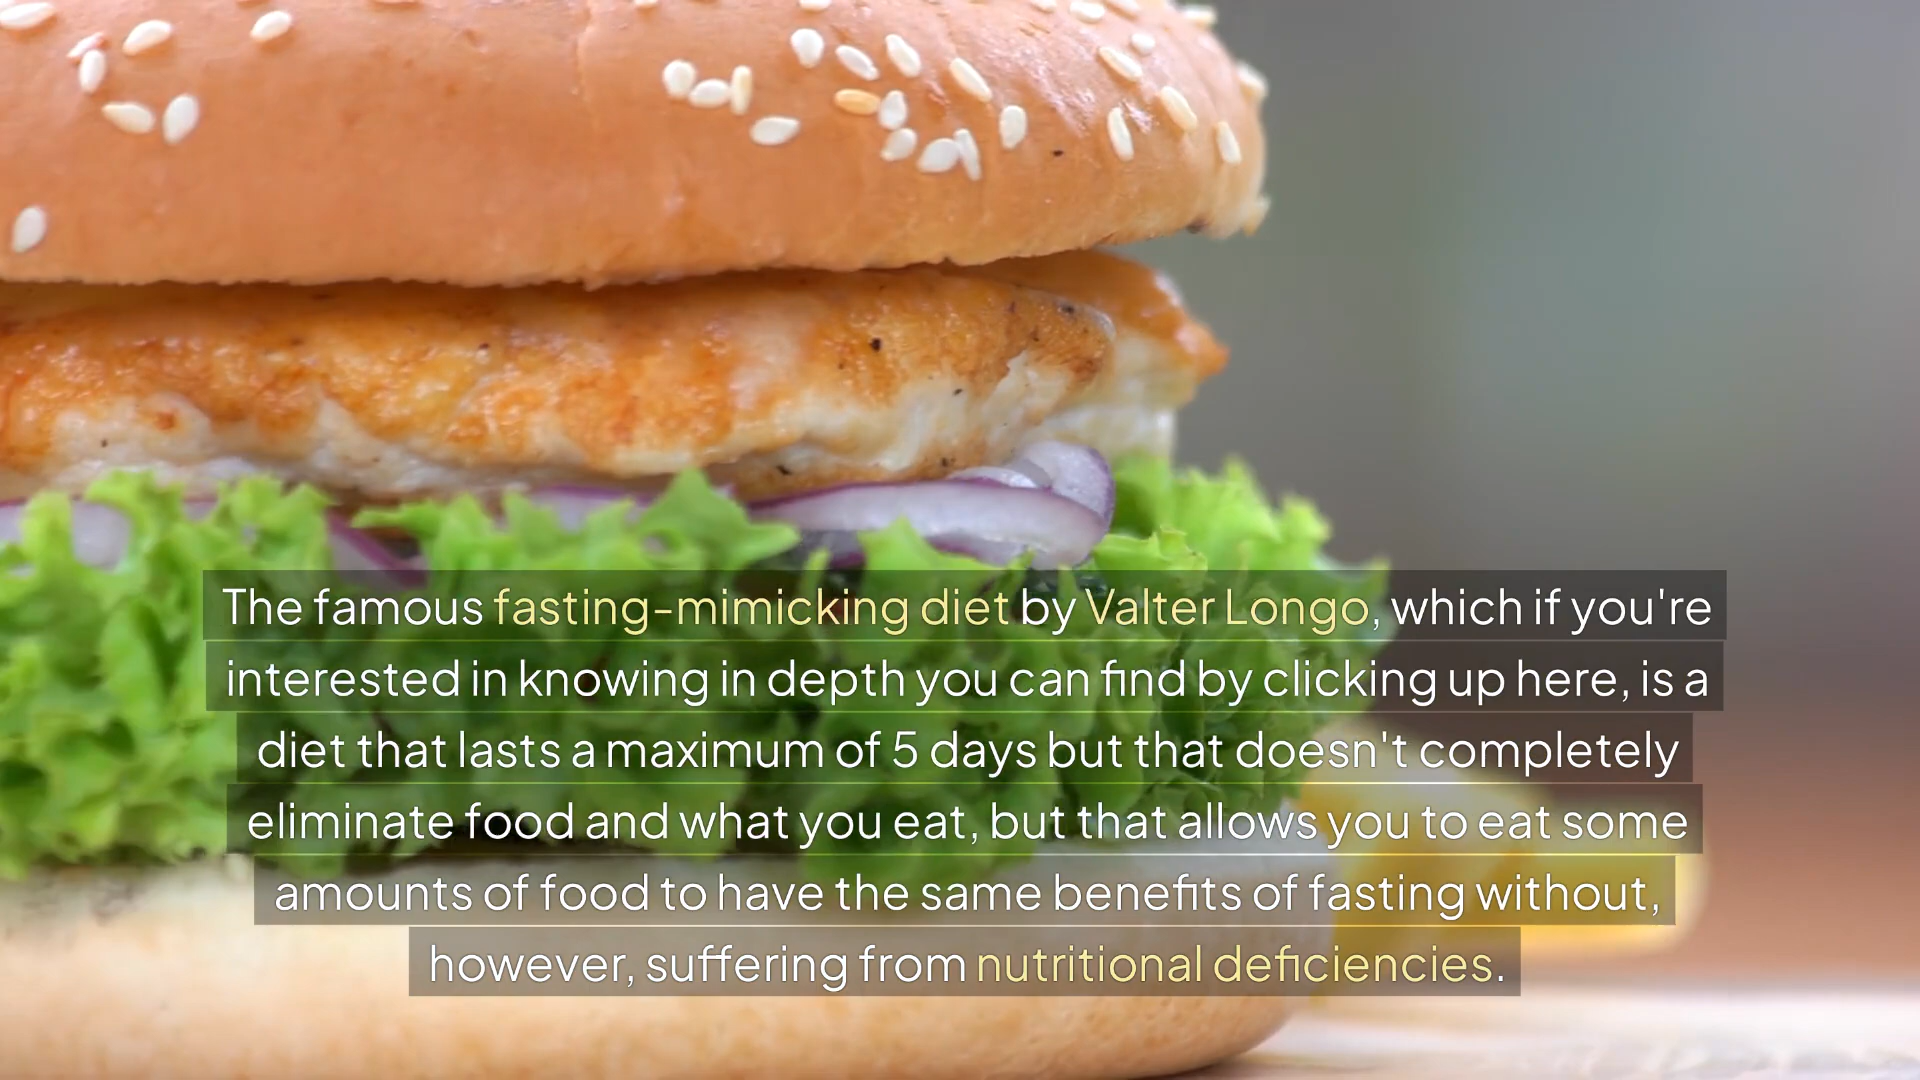 The famous fasting-mimicking diet by Valter Longo, which if you're
interested in knowing in depth you can find by clicking up here, is a
diet that lasts a maximum of 5 days but that doesn't completely
eliminate food and what you eat, but that allows you to eat some
amounts of food to have the same benefits of fasting without,
however, suffering from nutritional deficiencies.